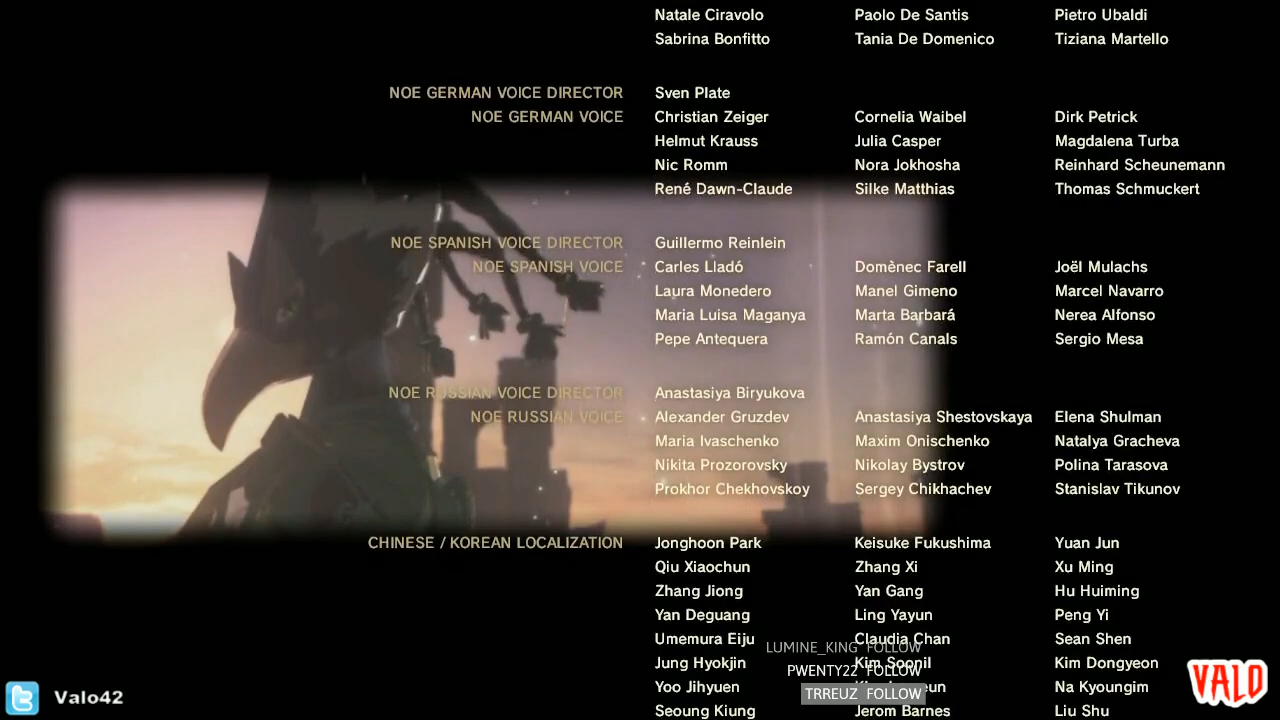 Natale Ciravolo Paolo De Santis Pietro Ubaldi
Sabrina Bonfitto Tania De Domenico Tiziana Martello
NOE GERMAN VOICE DIRECTOR Sven Plate
NOE GERMAN VOICE Christian Zeiger Cornelia Waibel Dirk Petrick
Helmut Krauss Julia Casper Magdalena Turba
Nic Romm Nora Jokhosha Reinhard Scheunemann
René Dawn-Claude Silke Matthias Thomas Schmuckert
NOE SPANISH VOICE DIRECTOR Guillermo Reinlein
NOE SPANISH VOICE Carles Lladó Domènec Farell Joël Mulachs
Laura Monedero Manel Gimeno Marcel Navarro
Maria Luisa Maganya Marta Barbará Nerea Alfonso
Pepe Antequera Ramón Canals Sergio Mesa
NOE RUSSIAN VOICE DIRECTOR Anastasiya Biryukova
NOE RUSSIAN VOICE Alexander Gruzdev Anastasiya Shestovskaya Elena Shulman
Maria Ivaschenko Maxim Onischenko Natalya Gracheva
Nikita Prozorovsky Nikolay Bystrov Polina Tarasova
Prokhor Chekhovskoy Sergey Chikhachev Stanislav Tikunov
CHINESE / KOREAN LOCALIZATION Jonghoon Park Keisuke Fukushima Yuan Jun
Qiu Xiaochun Zhang Xi Xu Ming
Zhang Jiong Yan Gang Hu Huiming
Yan Deguang Ling Yayun Peng Yi
Umemura Eiju Claudia Chan Sean Shen
LUMINE_KING FOLLOW
Jung Hyokjin Kim Soonil Kim Dongyeon
PWENTY22 FOLLOW
Yoo Jihyuen Na Kyoungim
TRREUZ FOLLOW
Seoung Kiung Jerom Barnes Liu Shu
Valo42
VALO